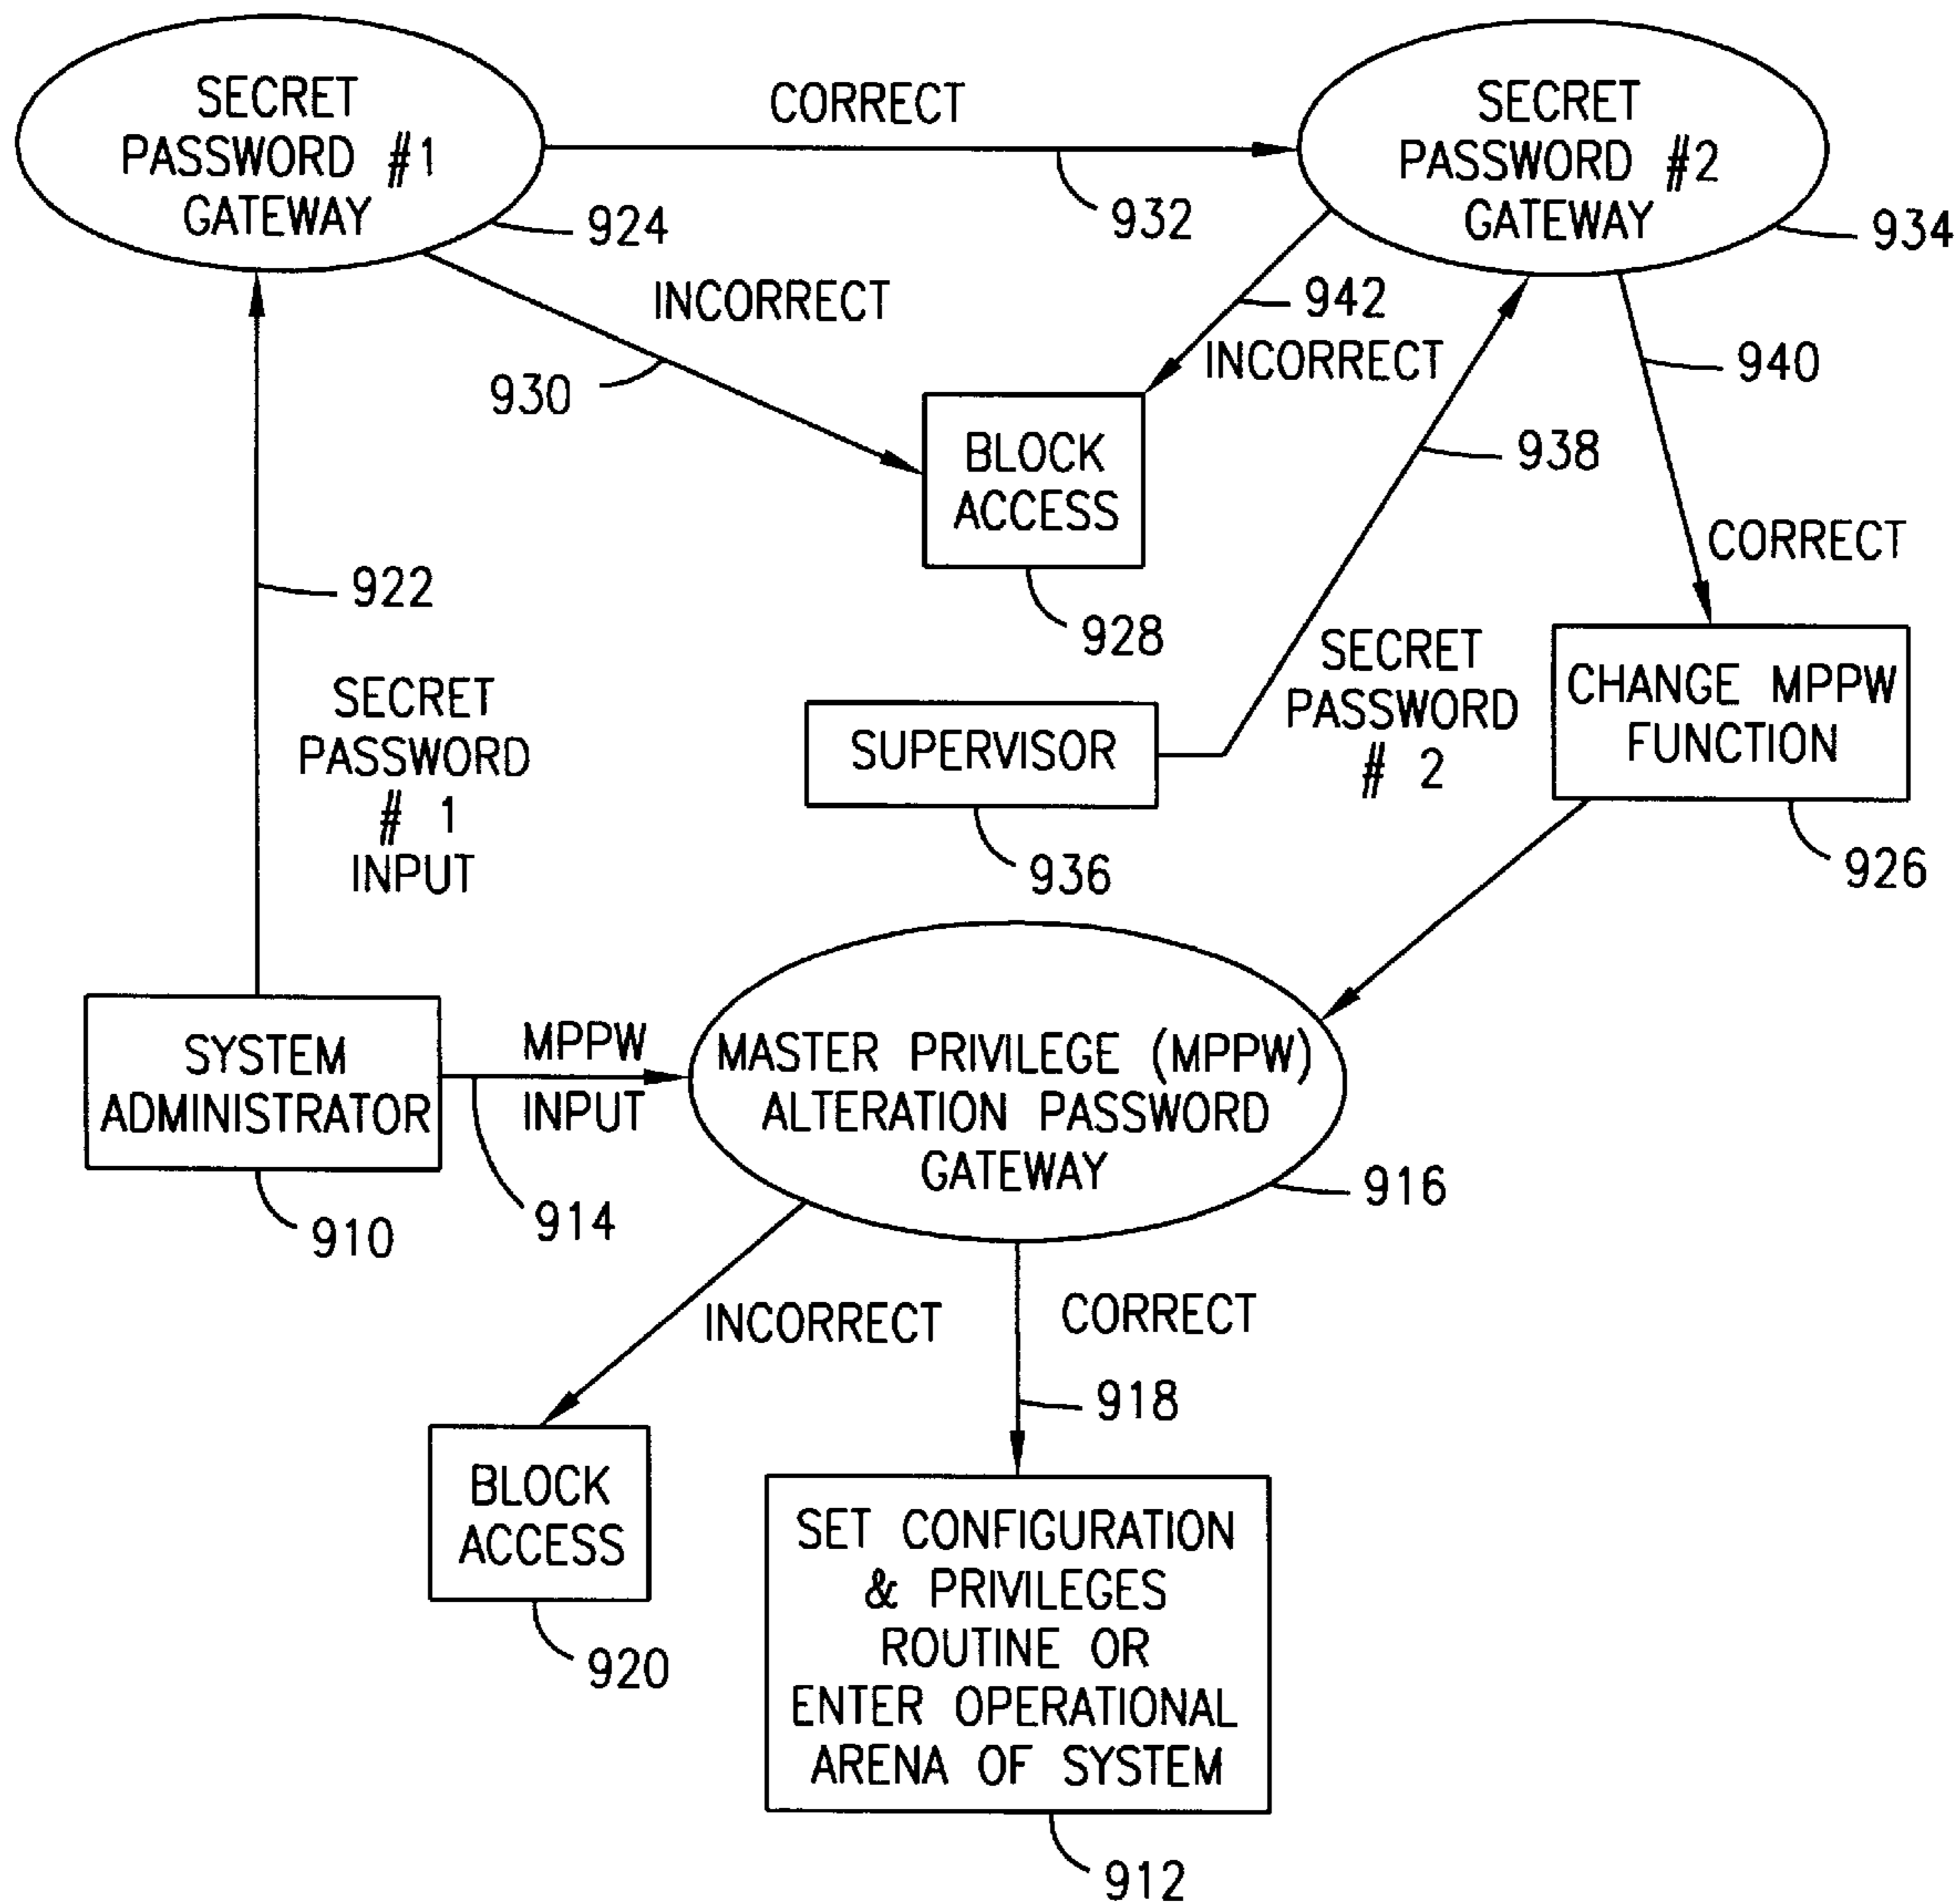 SECRET
PASSWORD #1
GATEWAY
924
CORRECT
932
SECRET
PASSWORD #2
GATEWAY
934
INCORRECT
930
942
INCORRECT
940
938
CORRECT
BLOCK
ACCESS
928
922
SECRET
PASSWORD
# 1
INPUT
SUPERVISOR
936
SECRET
PASSWORD
# 2
CHANGE MPPW
FUNCTION
926
SYSTEM
ADMINISTRATOR
910
MPPW
INPUT
914
MASTER PRIVILEGE (MPPW)
ALTERATION PASSWORD
GATEWAY
916
INCORRECT
CORRECT
918
BLOCK
ACCESS
920
SET CONFIGURATION
& PRIVILEGES
ROUTINE OR
ENTER OPERATIONAL
ARENA OF SYSTEM
912